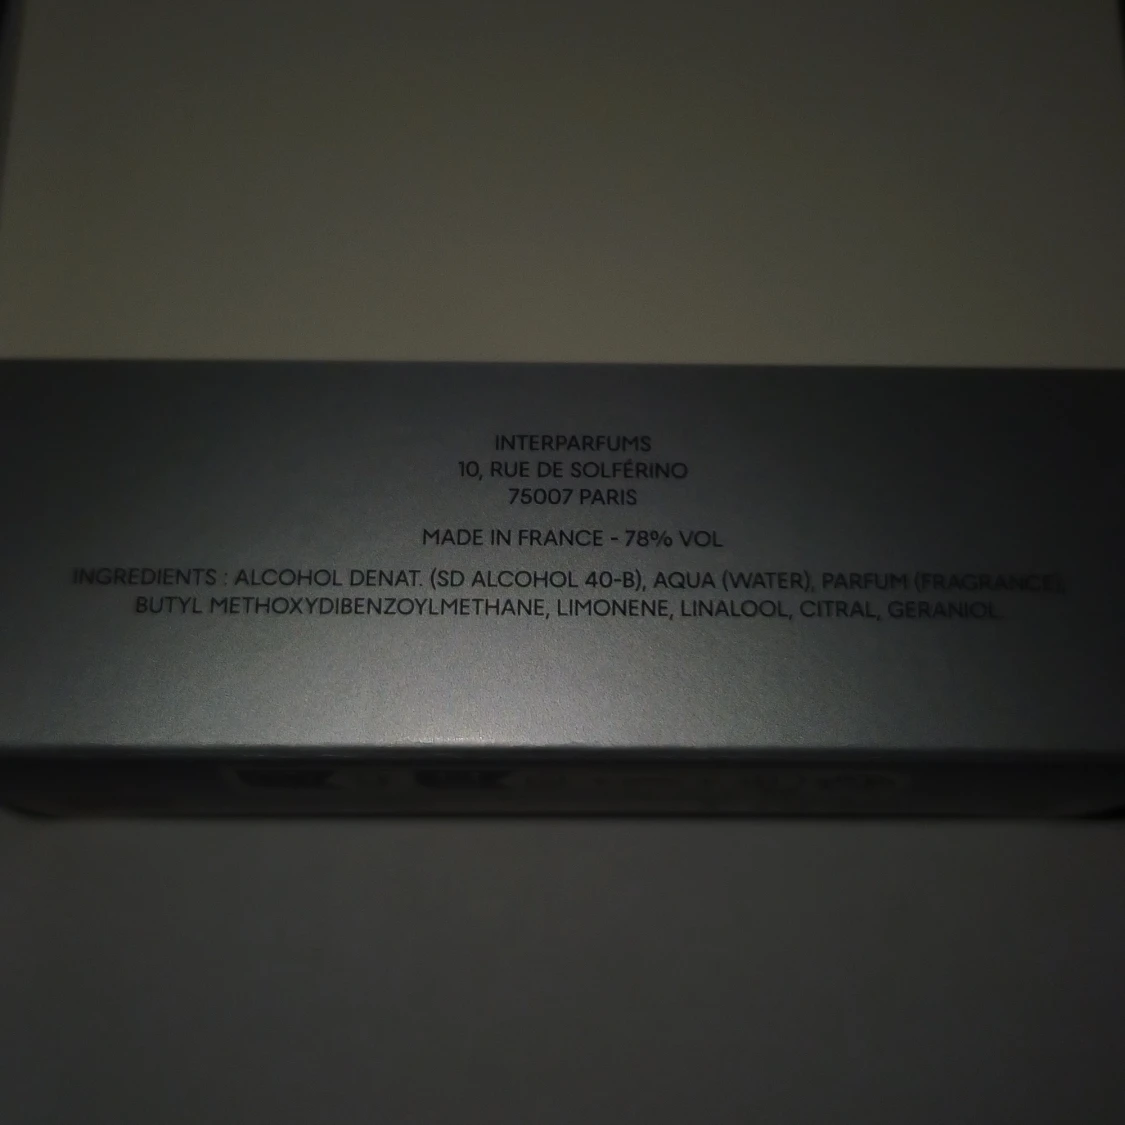 INTERPARFUMS
10, RUE DE SOLFÉRINO
75007 PARIS
MADE IN FRANCE - 78% VOL
INGREDIENTS : ALCOHOL DENAT. (SD ALCOHOL 40-B), AQUA (WATER), PARFUM (FRAGRANCE),
BUTYL METHOXYDIBENZOYLMETHANE, LIMONENE, LINALOOL, CITRAL, GERANIOL.